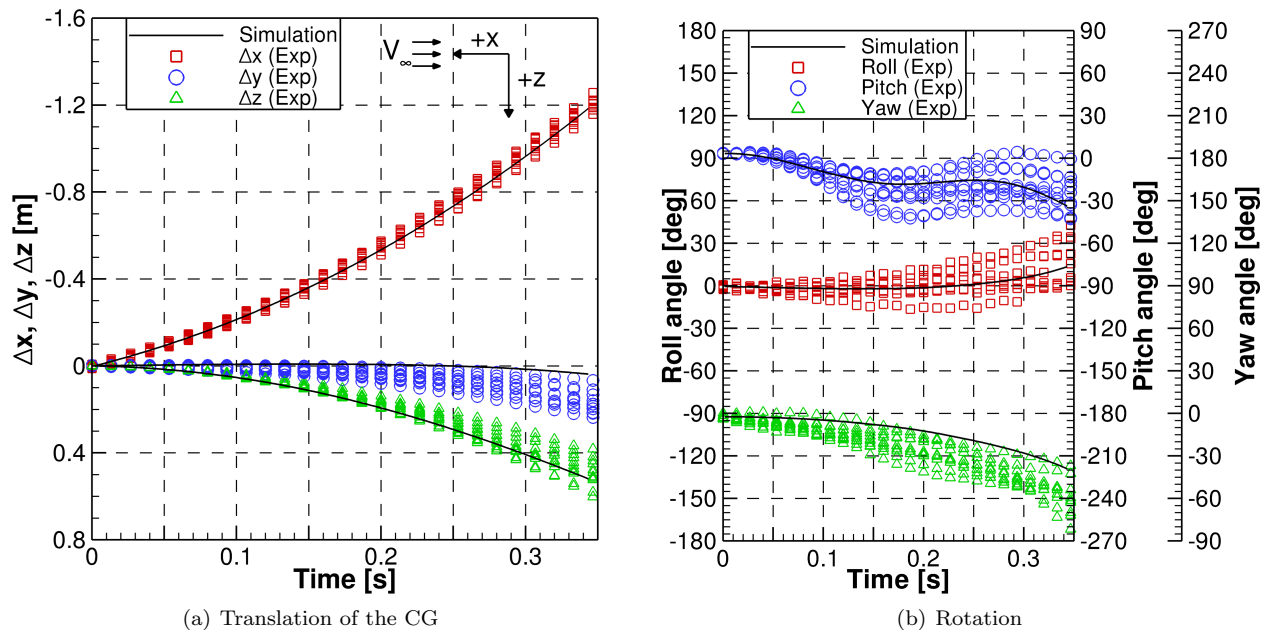 -1.6
-1.2
-0.8
-0.4
0
0.4
0.8
Δx, Δy, Δz [m]
Simulation
Δx (Exp)
Δy (Exp)
Δz (Exp)
V∞
+x
+z
0
0.1
0.2
0.3
Time [s]
(a) Translation of the CG
180
150
120
90
60
30
0
-30
-60
-90
-120
-150
-180
Roll angle [deg]
Simulation
Roll (Exp)
Pitch (Exp)
Yaw (Exp)
0
0.1
0.2
0.3
Time [s]
90
60
30
0
-30
-60
-90
-120
-150
-180
-210
-240
-270
Pitch angle [deg]
270
240
210
180
150
120
90
60
30
0
-30
-60
-90
Yaw angle [deg]
(b) Rotation